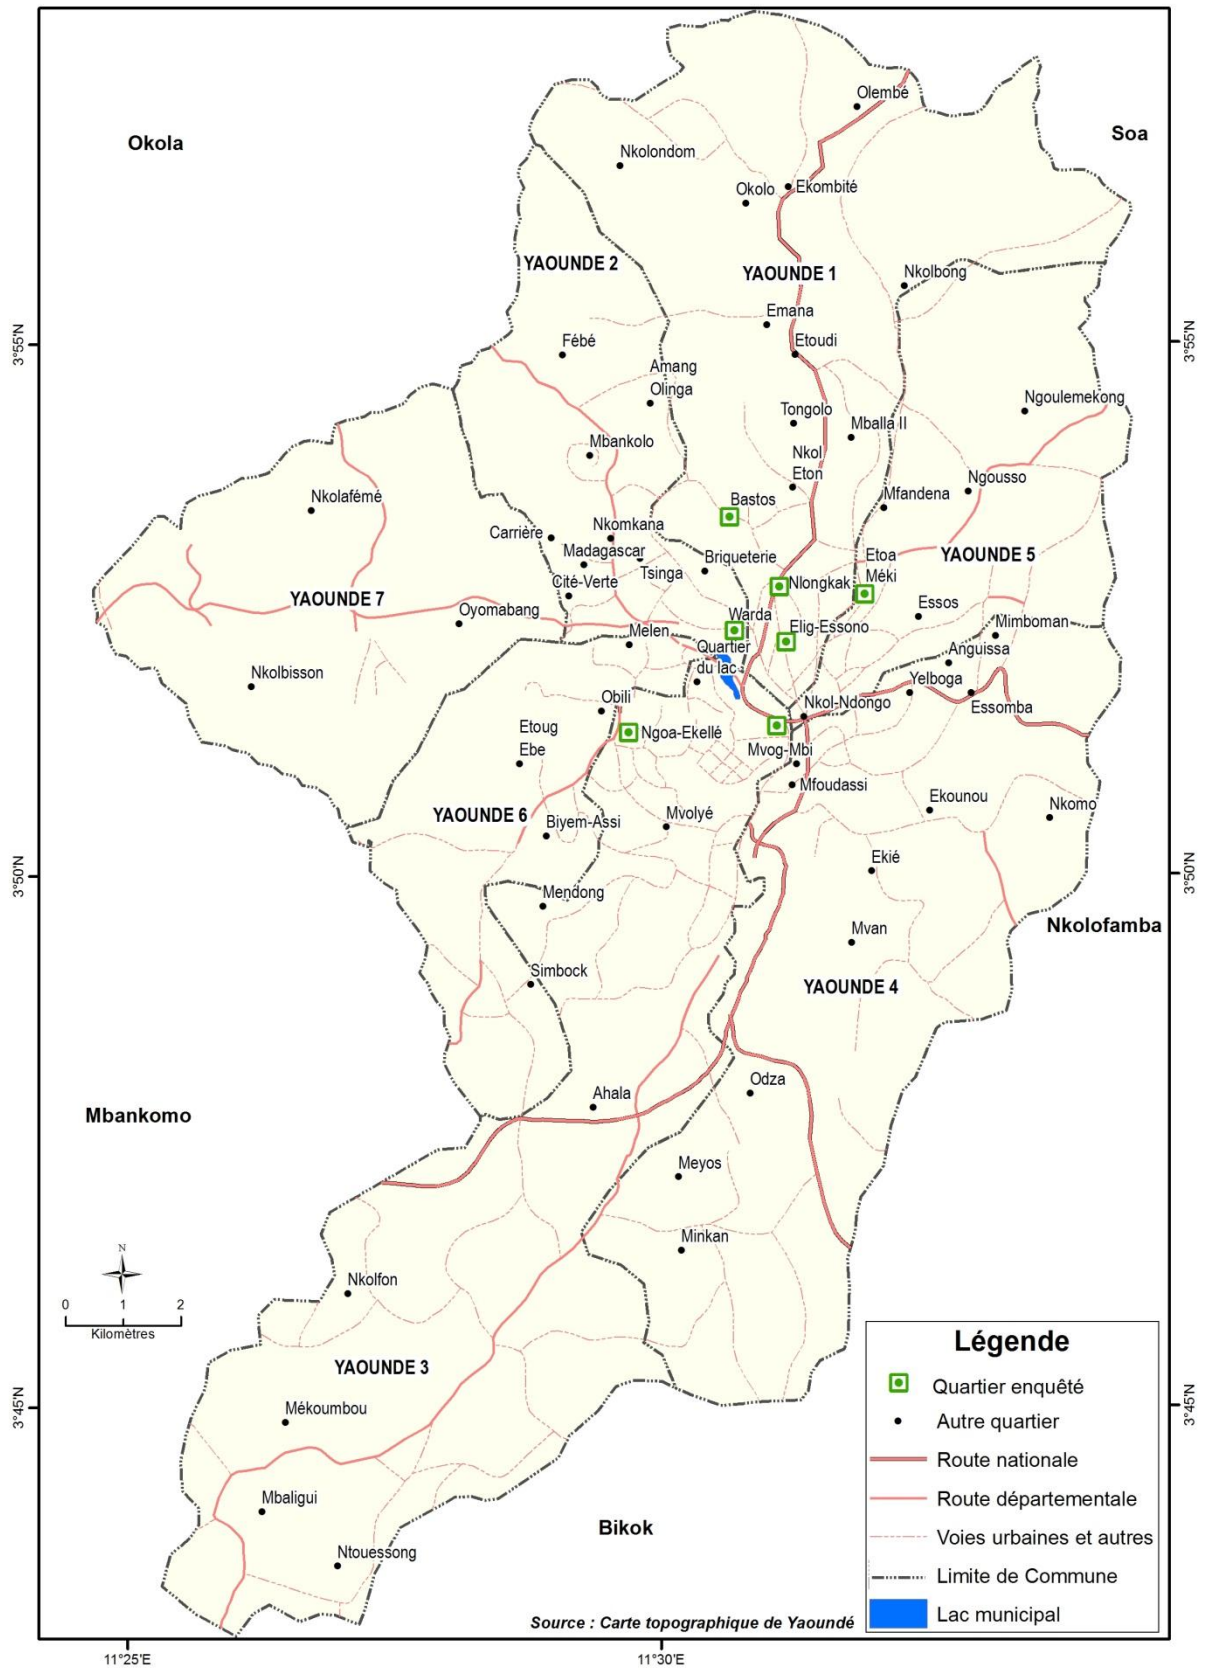 Olembé
Okola
Soa
Nkolondom
Okolo
Ekombité
YAOUNDE 2
YAOUNDE 1
Nkolbong
Emana
3°55'N
3°55'N
Fébé
Etoudi
Amang
Olinga
Ngoulemekong
Tongolo
Mballa II
Mbankolo
Nkol
Eton
Ngousso
Nkolafémé
Bastos
Mfandena
Carrière
Nkomkana
Madagascar
Tsinga
Briqueterie
Etoa
Méki
YAOUNDE 5
Cité-Verte
Nlongkak
YAOUNDE 7
Oyomabang
Warda
Elig-Essono
Essos
Mimboman
Melen
Quartier
du lac
Anguissa
Nkolbisson
Yelboga
Essomba
Obili
Nkol-Ndongo
Etoug
Ebe
Ngoa-Ekellé
Mvog-Mbi
Mfoudassi
YAOUNDE 6
Biyem-Assi
Mvolyé
Ekounou
Nkomo
3°50'N
3°50'N
Ekié
Mendong
Nkolofamba
Mvan
Simbock
YAOUNDE 4
Odza
Mbankomo
Ahala
Meyos
Minkan
N
Nkolfon
0 1 2
Kilomètres
YAOUNDE 3
3°45'N
3°45'N
Mékoumbou
Mbaligui
Bikok
Ntouessong
Légende
Quartier enquêté
Autre quartier
Route nationale
Route départementale
Voies urbaines et autres
Limite de Commune
Lac municipal
Source : Carte topographique de Yaoundé
11°25'E
11°30'E